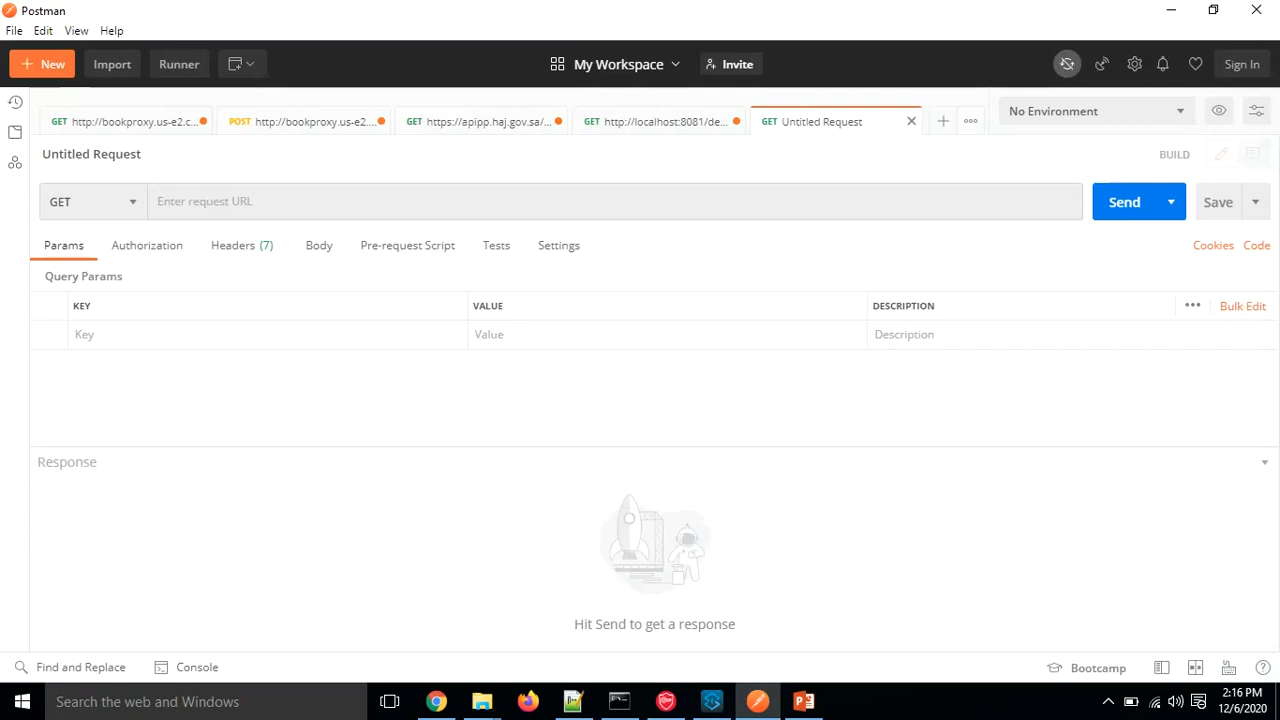 Postman
File Edit View Help
New Import Runner My Workspace Invite Sign In
GET http://bookproxy.us-e2.c... POST http://bookproxy.us-e2.... GET https://apipp.haj.gov.sa/... GET http://localhost:8081/de... GET Untitled Request No Environment
Untitled Request BUILD
GET Enter request URL Send Save
Params Authorization Headers (7) Body Pre-request Script Tests Settings Cookies Code
Query Params
KEY VALUE DESCRIPTION Bulk Edit
Key Value Description
Response
Hit Send to get a response
Find and Replace Console Bootcamp
Search the web and Windows 2:16 PM
12/6/2020